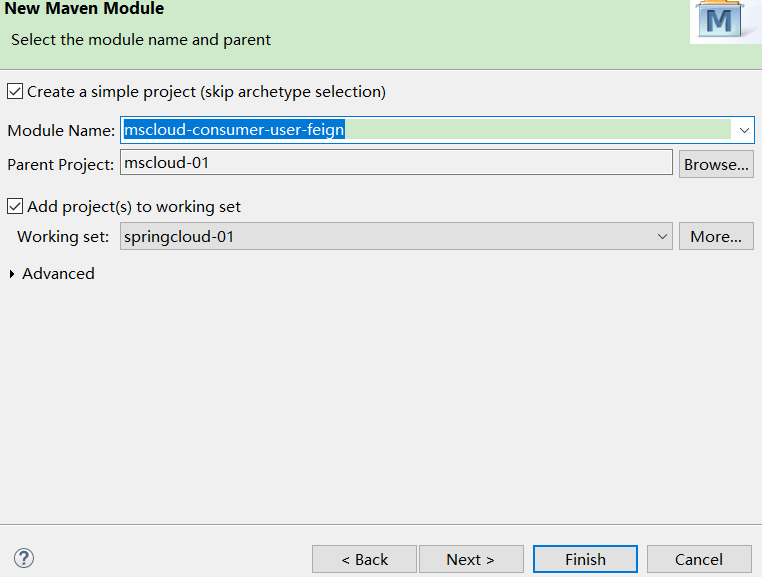 New Maven Module
Select the module name and parent
M
Create a simple project (skip archetype selection)
Module Name: mscloud-consumer-user-feign
Parent Project: mscloud-01 Browse...
Add project(s) to working set
Working set: springcloud-01 More...
Advanced
? < Back Next > Finish Cancel